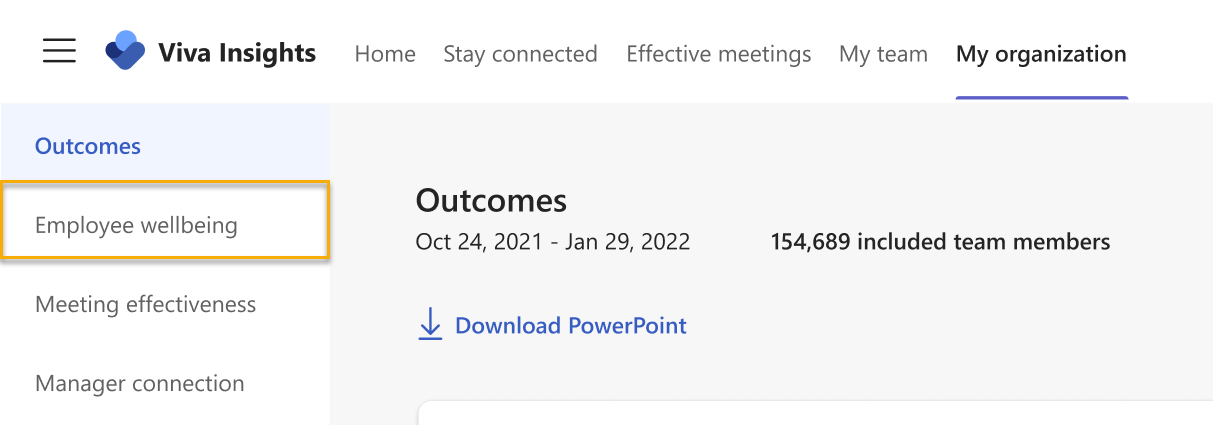 Viva Insights Home Stay connected Effective meetings My team My organization
Outcomes
Employee wellbeing
Meeting effectiveness
Manager connection
Outcomes
Oct 24, 2021 - Jan 29, 2022 154,689 included team members
Download PowerPoint